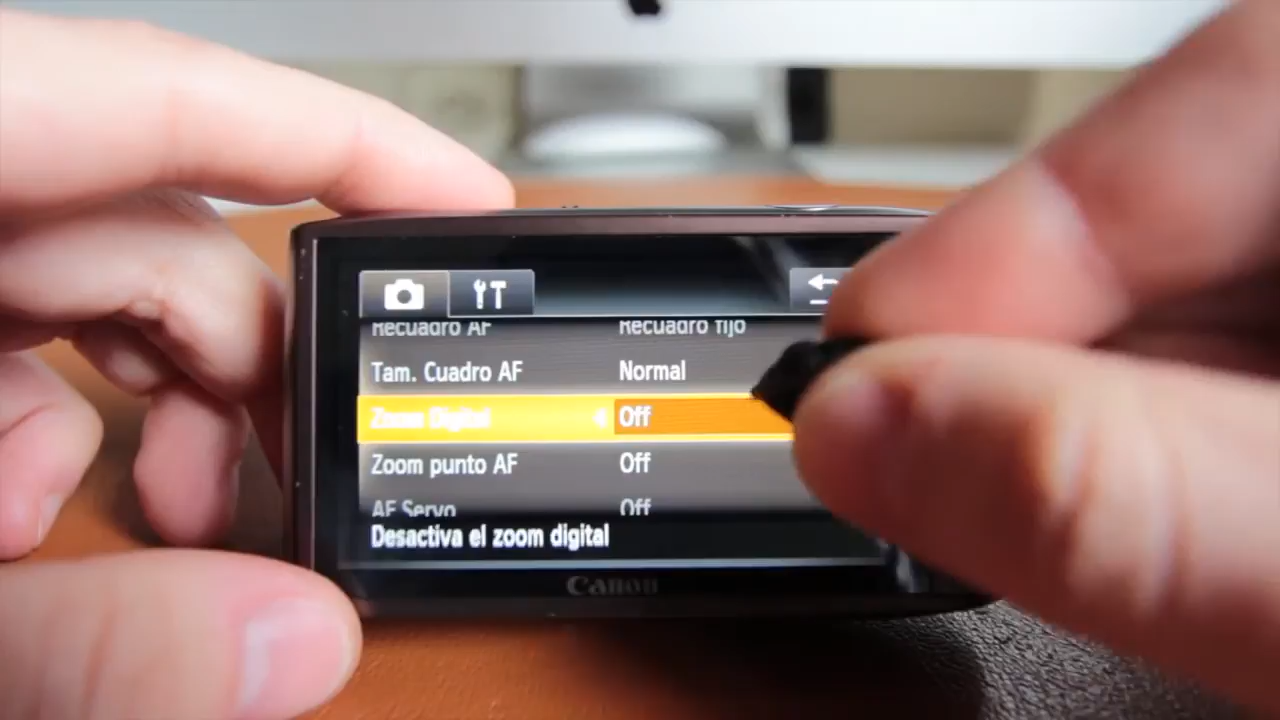 Recuadro AF Recuadro fijo
Tam. Cuadro AF Normal
Zoom Digital Off
Zoom punto AF Off
AF Servo Off
Desactiva el zoom digital
Canon